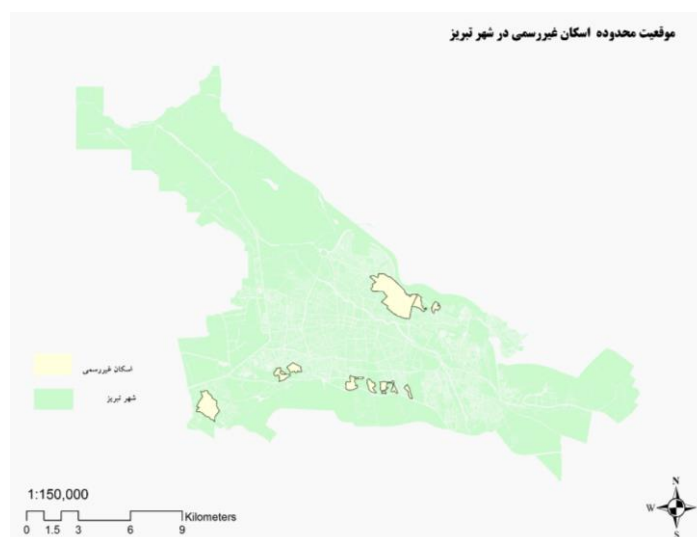 موقعیت محدوده اسکان غیررسمی در شهر تبریز
اسکان غیررسمی
شهر تبریز
1:150,000
Kilometers
0 1.5 3 6 9
N
W
S